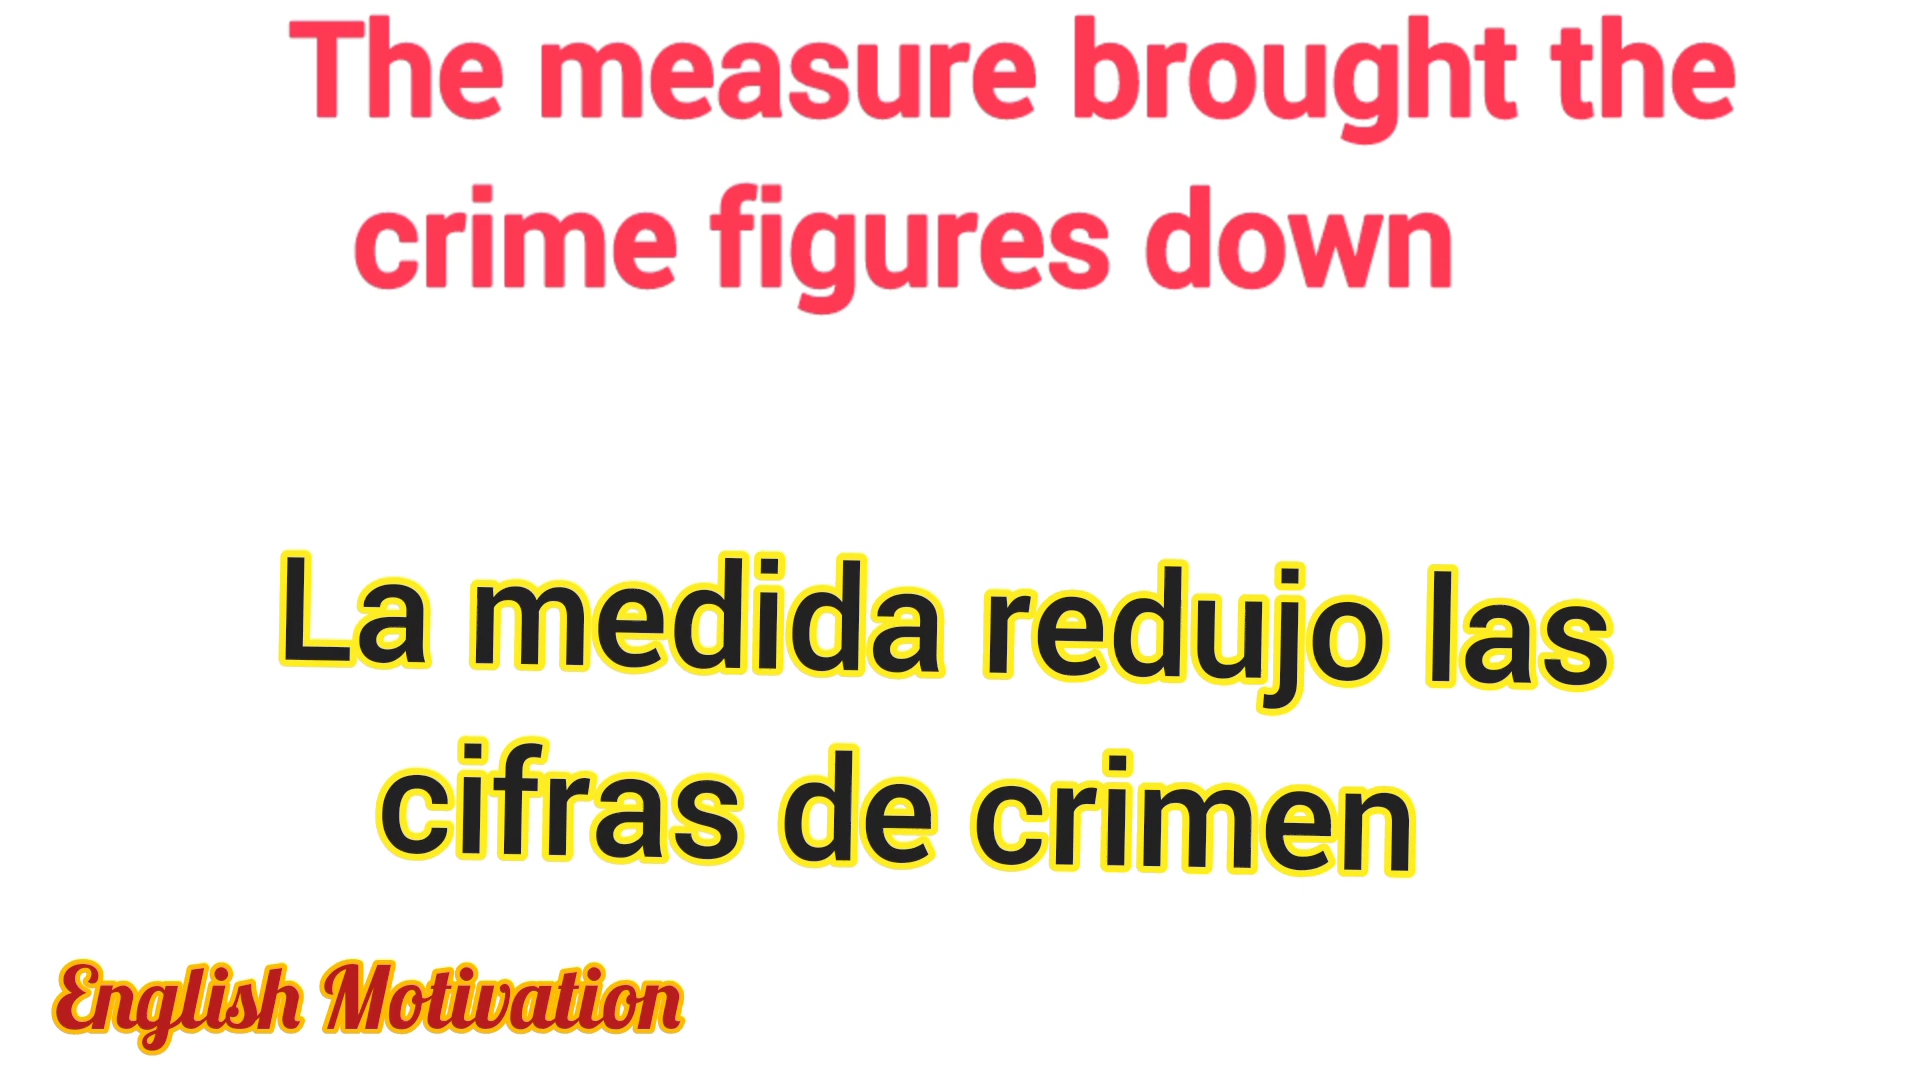 The measure brought the
crime figures down
La medida redujo las
cifras de crimen
English Motivation